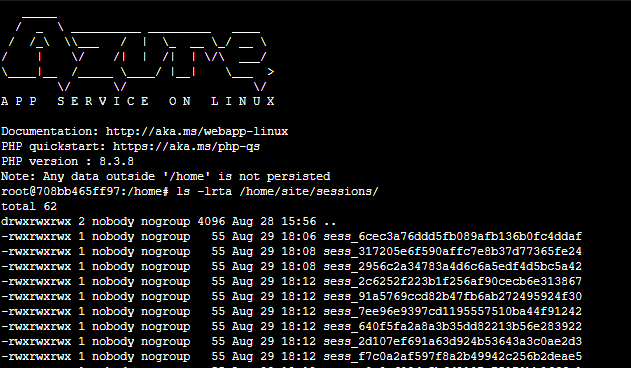 A P P   S E R V I C E   O N   L I N U X
Documentation: http://aka.ms/webapp-linux
PHP quickstart: https://aka.ms/php-qs
PHP version : 8.3.8
Note: Any data outside '/home' is not persisted
root@708bb465ff97:/home# ls -lrta /home/site/sessions/
total 62
drwxrwxrwx 2 nobody nogroup 4096 Aug 28 15:56 ..
-rwxrwxrwx 1 nobody nogroup   55 Aug 29 18:06 sess_6cec3a76ddd5fb089afb136b0fc4ddaf
-rwxrwxrwx 1 nobody nogroup   55 Aug 29 18:08 sess_317205e6f590affc7e8b37d77365fe24
-rwxrwxrwx 1 nobody nogroup   55 Aug 29 18:08 sess_2956c2a34783a4d6c6a5edf4d5bc5a42
-rwxrwxrwx 1 nobody nogroup   55 Aug 29 18:12 sess_2c6252f223b1f256af90cecb6e313867
-rwxrwxrwx 1 nobody nogroup   55 Aug 29 18:12 sess_91a5769ccd82b47fb6ab272495924f30
-rwxrwxrwx 1 nobody nogroup   55 Aug 29 18:12 sess_7ee96e9397cd1195557510ba44f91242
-rwxrwxrwx 1 nobody nogroup   55 Aug 29 18:12 sess_640f5fa2a8a3b35dd82213b56e283922
-rwxrwxrwx 1 nobody nogroup   55 Aug 29 18:12 sess_2d107ef691a63d924b53643a3c0ae2d3
-rwxrwxrwx 1 nobody nogroup   55 Aug 29 18:12 sess_f7c0a2af597f8a2b49942c256b2deae5